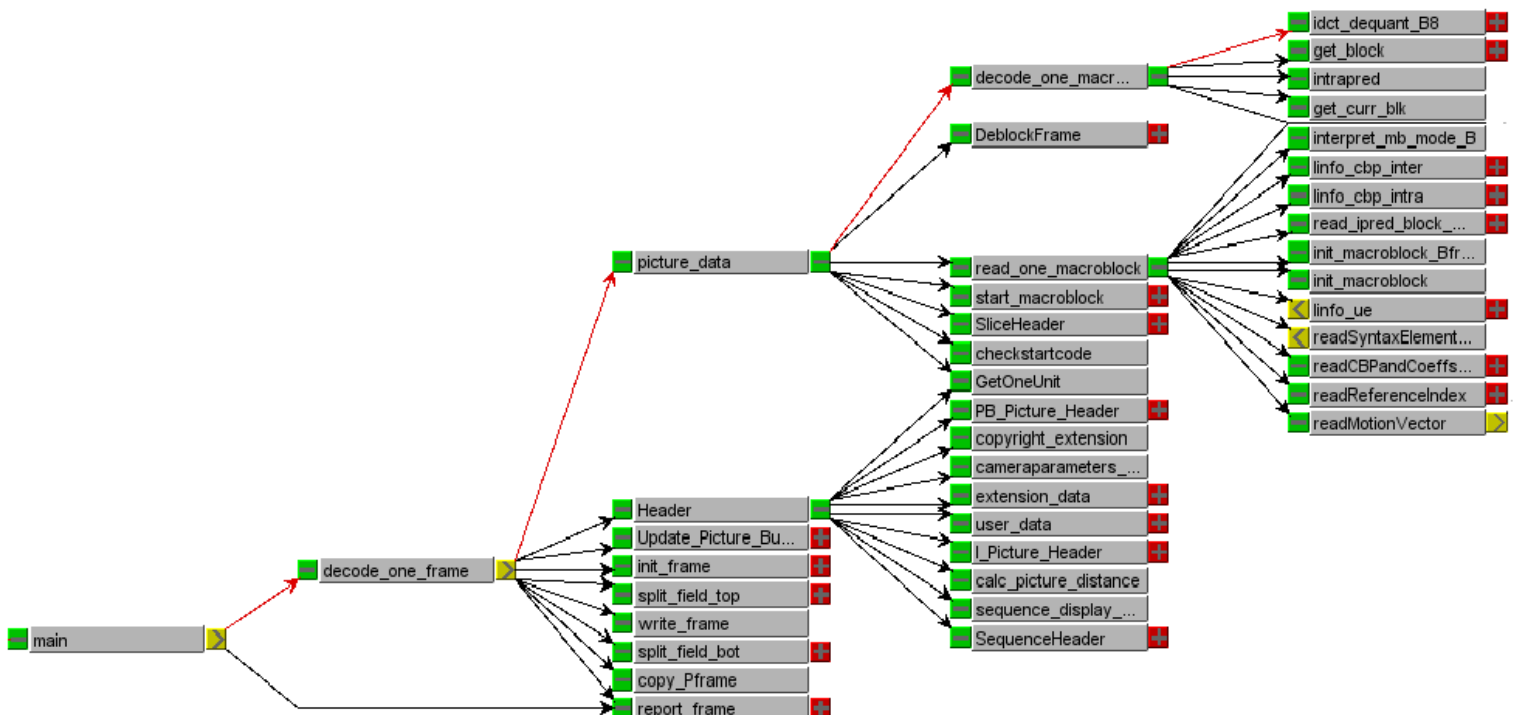 main
decode_one_frame
picture_data
Header
Update_Picture_Bu...
init_frame
split_field_top
write_frame
split_field_bot
copy_Pframe
report_frame
decode_one_macr...
DeblockFrame
read_one_macroblock
start_macroblock
SliceHeader
checkstartcode
GetOneUnit
PB_Picture_Header
copyright_extension
cameraparameters_...
extension_data
user_data
I_Picture_Header
calc_picture_distance
sequence_display_...
SequenceHeader
idct_dequant_B8
get_block
intrapred
get_curr_blk
interpret_mb_mode_B
linfo_cbp_inter
linfo_cbp_intra
read_ipred_block_...
init_macroblock_Bfr...
init_macroblock
linfo_ue
readSyntaxElement...
readCBPandCoeffs...
readReferenceIndex
readMotionVector